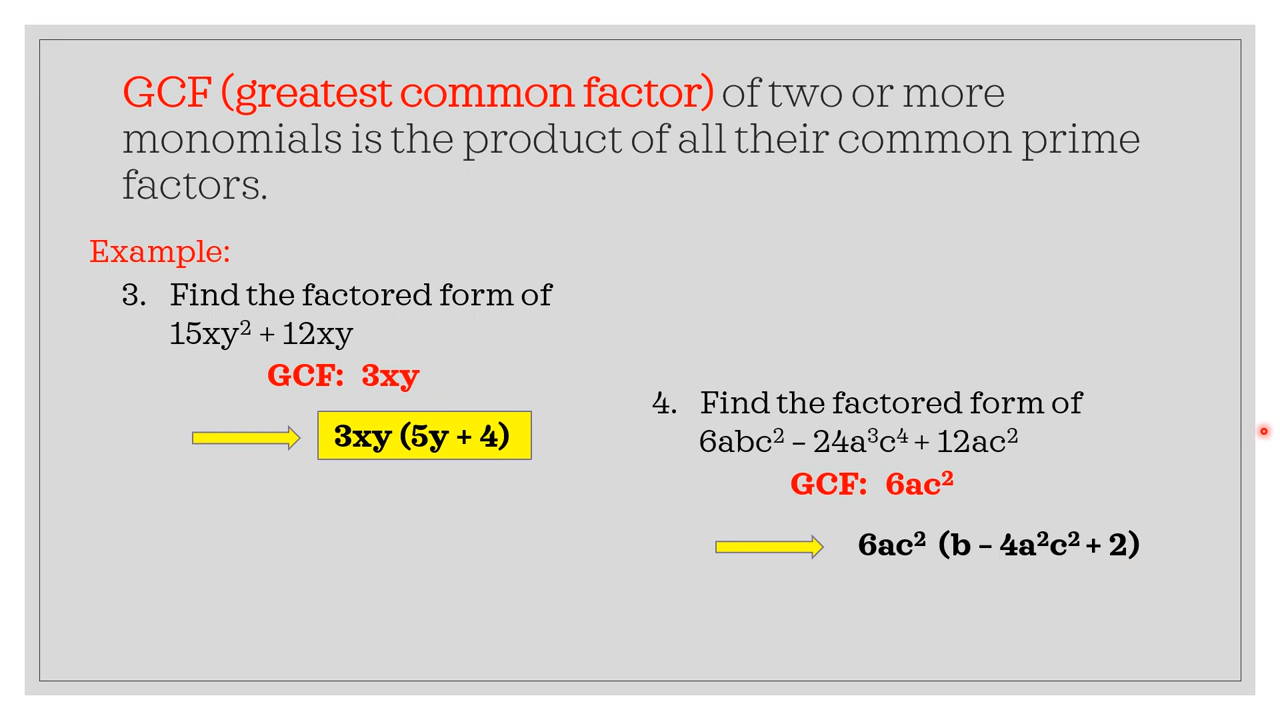 GCF (greatest common factor) of two or more
monomials is the product of all their common prime
factors.
Example:
3. Find the factored form of
15xy² + 12xy
GCF: 3xy
3xy (5y + 4)
4. Find the factored form of
6abc² – 24a³c⁴ + 12ac²
GCF: 6ac²
6ac² (b – 4a²c² + 2)